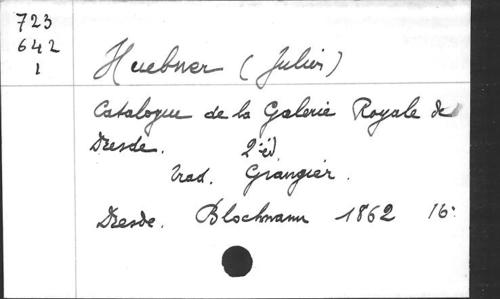 723
642
1
Huebner (Julius)
Catalogue de la Galerie Royale de
Dresde. 2e éd.
Trad. Grangier.
Dresde. Blochmann 1862 16°